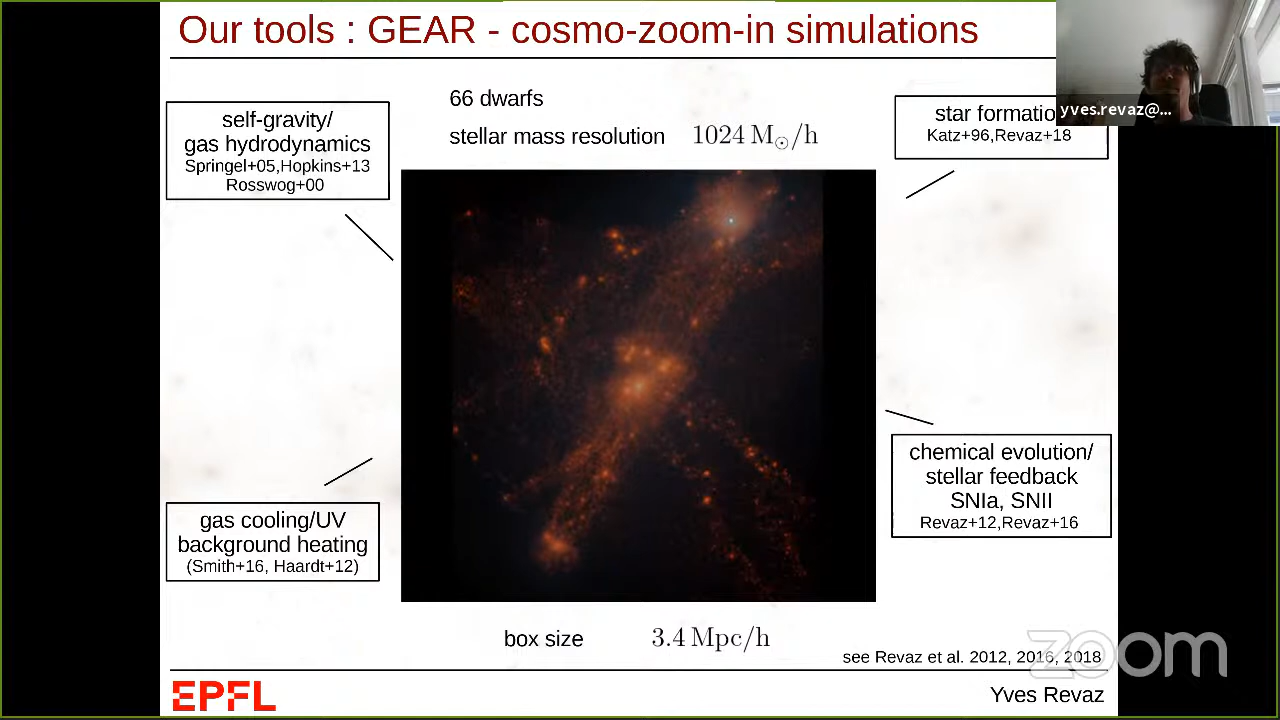 Our tools : GEAR - cosmo-zoom-in simulations
66 dwarfs
stellar mass resolution 1024 M☉/h
self-gravity/
gas hydrodynamics
Springel+05,Hopkins+13
Rosswog+00
star formatio
Katz+96,Revaz+18
yves.revaz@...
gas cooling/UV
background heating
(Smith+16, Haardt+12)
chemical evolution/
stellar feedback
SNIa, SNII
Revaz+12,Revaz+16
box size 3.4 Mpc/h
see Revaz et al. 2012, 2016, 2018
zoom
EPFL
Yves Revaz